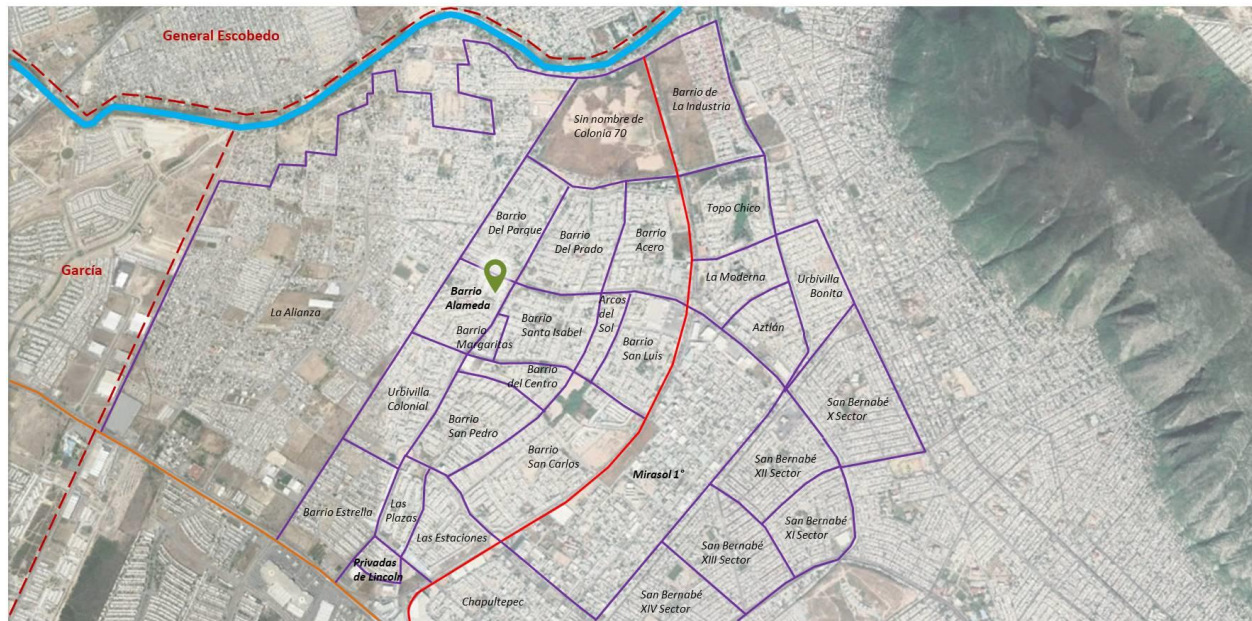 General Escobedo
Barrio de
La Industria
Sin nombre de
Colonia 70
Topo Chico
Barrio
Del Parque
Barrio
Del Prado
Barrio
Acero
García
La Moderna
Urbivilla
Bonita
Barrio
Alameda
La Alianza
Arcos
del
Sol
Barrio
Santa Isabel
Aztlán
Barrio
Margaritas
Barrio
San Luis
Barrio
del Centro
Urbivilla
Colonial
San Bernabé
X Sector
Barrio
San Pedro
Barrio
San Carlos
Mirasol 1°
San Bernabé
XII Sector
Barrio Estrella
Las
Plazas
Las Estaciones
San Bernabé
XI Sector
San Bernabé
XIII Sector
Privadas
de Lincoln
Chapultepec
San Bernabé
XIV Sector